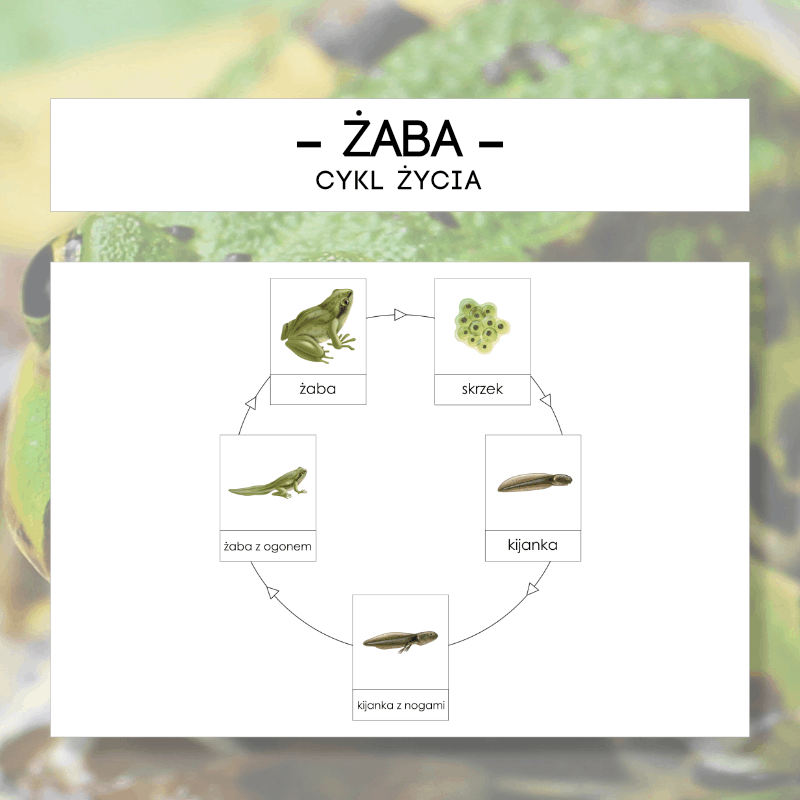 – ŻABA –
CYKL ŻYCIA
żaba
skrzek
żaba z ogonem
kijanka
kijanka z nogami